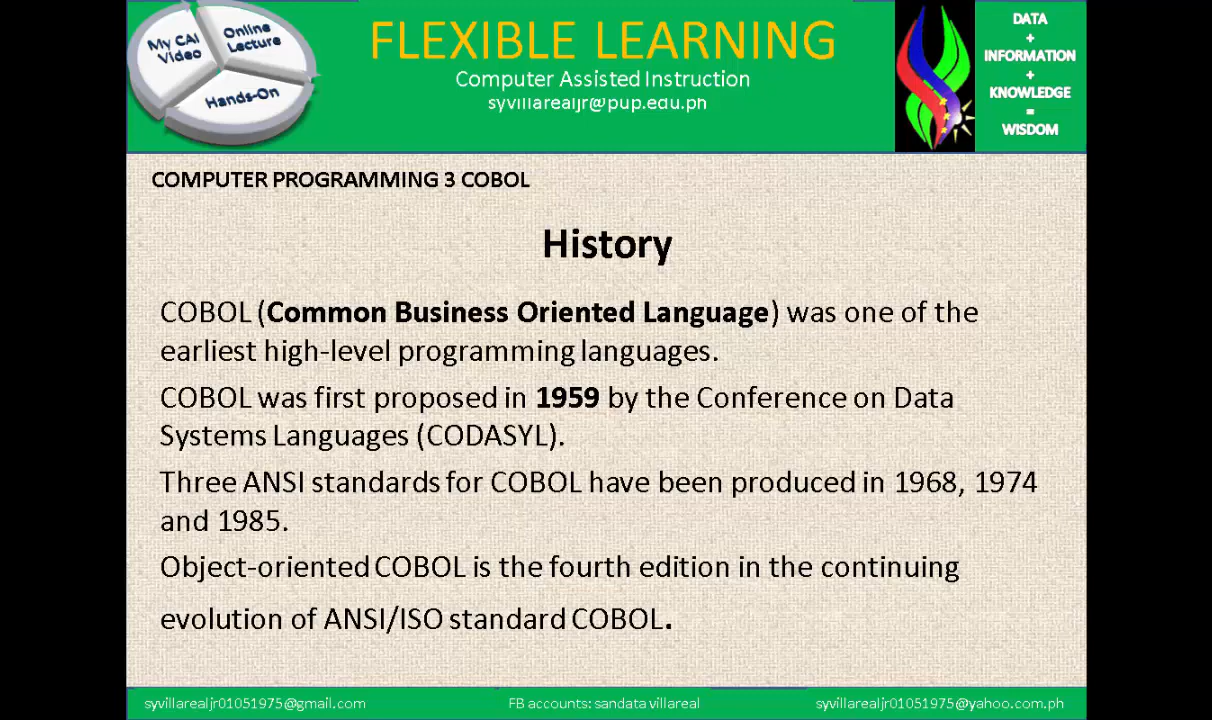 My CAI
Video
Online
Lecture
Hands-On
FLEXIBLE LEARNING
Computer Assisted Instruction
syvillarealjr@pup.edu.ph
DATA
+
INFORMATION
+
KNOWLEDGE
=
WISDOM
COMPUTER PROGRAMMING 3 COBOL
History
COBOL (Common Business Oriented Language) was one of the
earliest high-level programming languages.
COBOL was first proposed in 1959 by the Conference on Data
Systems Languages (CODASYL).
Three ANSI standards for COBOL have been produced in 1968, 1974
and 1985.
Object-oriented COBOL is the fourth edition in the continuing
evolution of ANSI/ISO standard COBOL.
syvillarealjr01051975@gmail.com
FB accounts: sandata villareal
syvillarealjr01051975@yahoo.com.ph